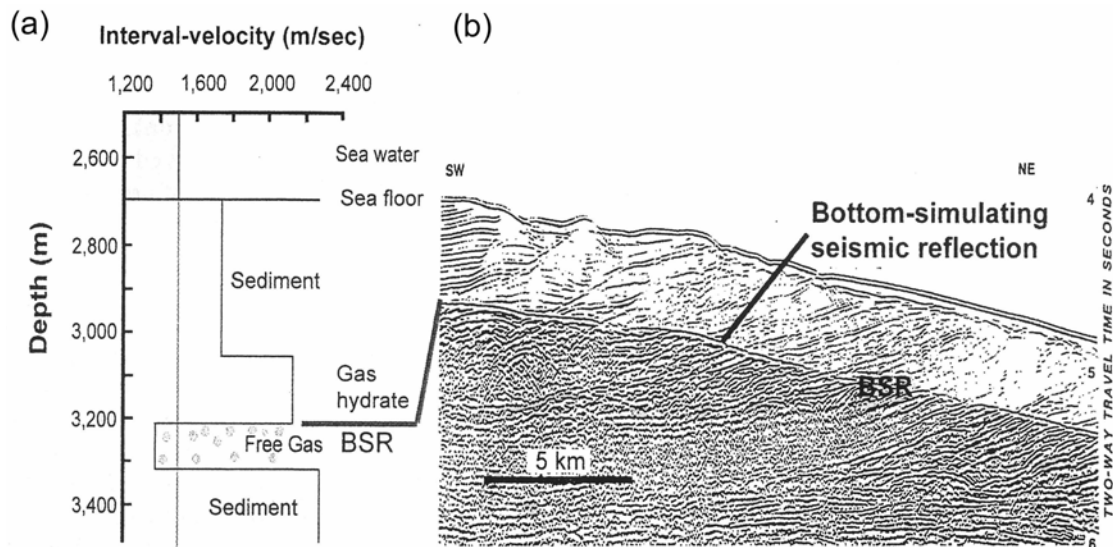 (a)
Interval-velocity (m/sec)
1,200 1,600 2,000 2,400
Depth (m)
2,600
2,800
3,000
3,200
3,400
Sea water
Sea floor
Sediment
Gas
hydrate
Free Gas
BSR
Sediment
(b)
SW
NE
Bottom-simulating
seismic reflection
BSR
5 km
4
5
6
TWO-WAY TRAVEL TIME IN SECONDS